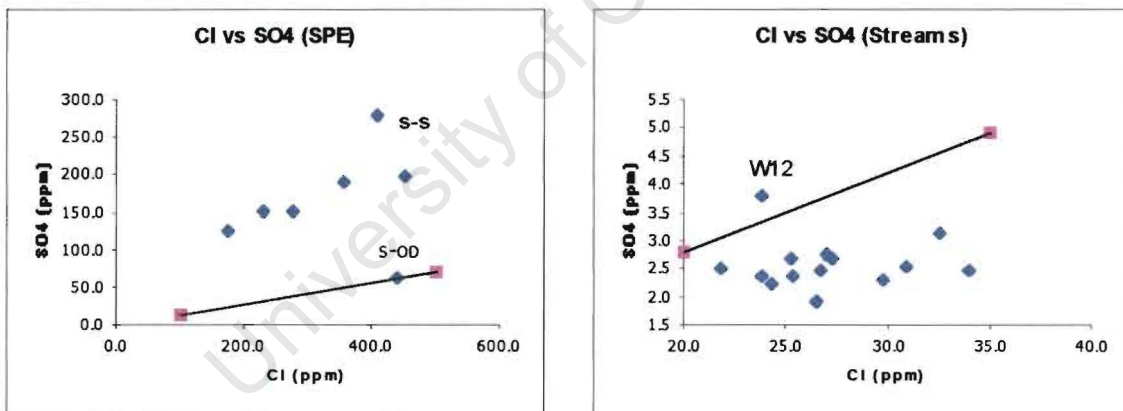 Cl vs SO4 (SPE)
300.0
250.0
200.0
150.0
100.0
50.0
0.0
SO4 (ppm)
S-S
S-OD
0.0
200.0
400.0
600.0
Cl (ppm)
Cl vs SO4 (Streams)
5.5
5.0
4.5
4.0
3.5
3.0
2.5
2.0
1.5
SO4 (ppm)
W12
20.0
25.0
30.0
35.0
40.0
Cl (ppm)
University of C